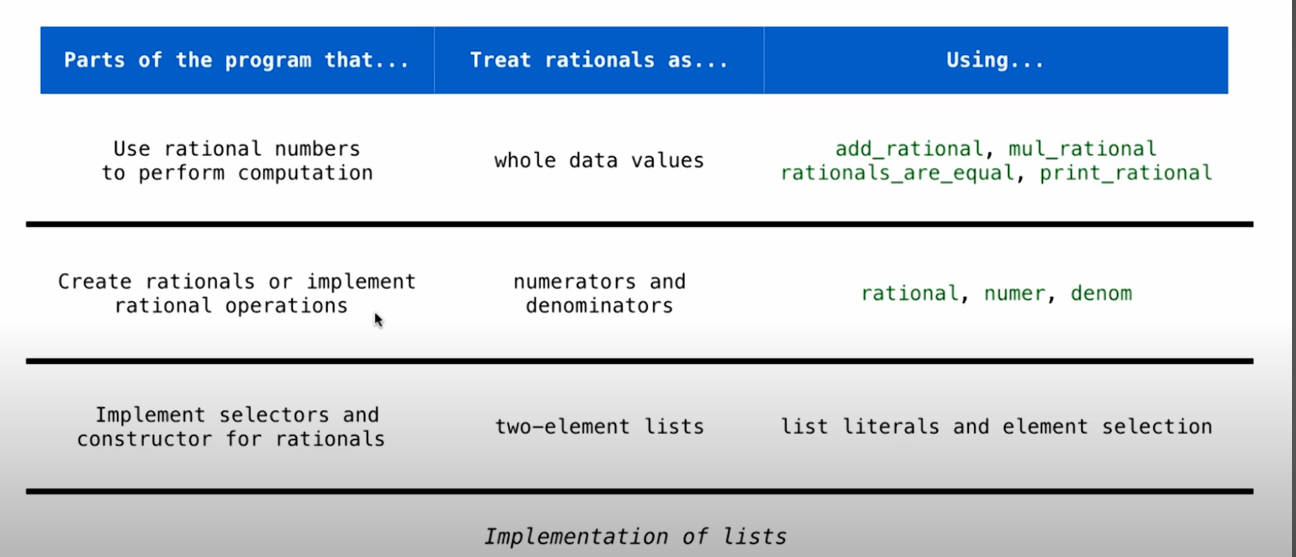 Parts of the program that... Treat rationals as... Using...
Use rational numbers
to perform computation
whole data values
add_rational, mul_rational
rationals_are_equal, print_rational
Create rationals or implement
rational operations
numerators and
denominators
rational, numer, denom
Implement selectors and
constructor for rationals
two-element lists
list literals and element selection
Implementation of lists